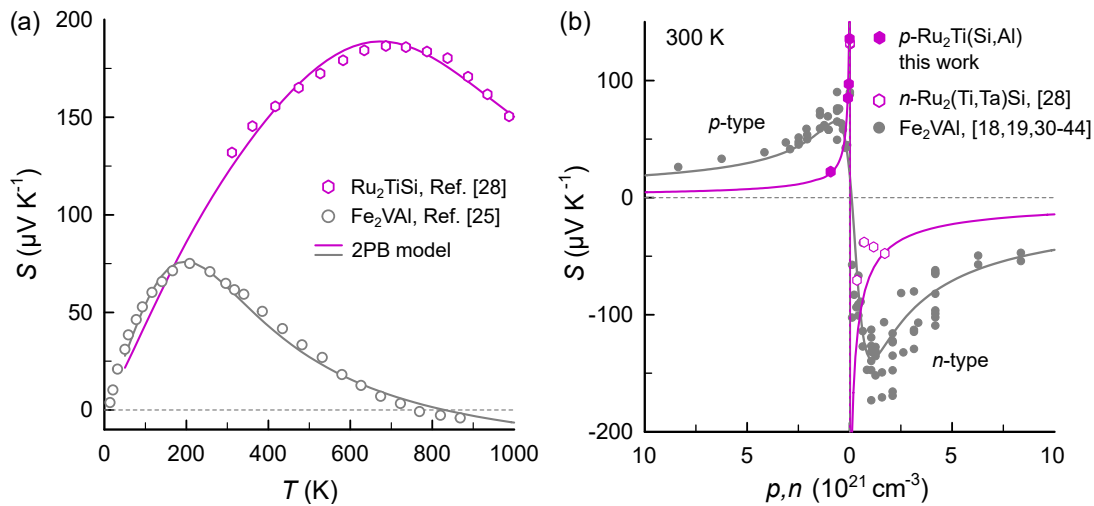 (a)
200
150
100
50
0
S (μV K⁻¹)
0 200 400 600 800 1000
T (K)
Ru₂TiSi, Ref. [28]
Fe₂VAl, Ref. [25]
2PB model
(b)
300 K
100
0
-100
-200
S (μV K⁻¹)
10 5 0 5 10
p,n (10²¹ cm⁻³)
p-Ru₂Ti(Si,Al)
this work
n-Ru₂(Ti,Ta)Si, [28]
Fe₂VAl, [18,19,30-44]
p-type
n-type